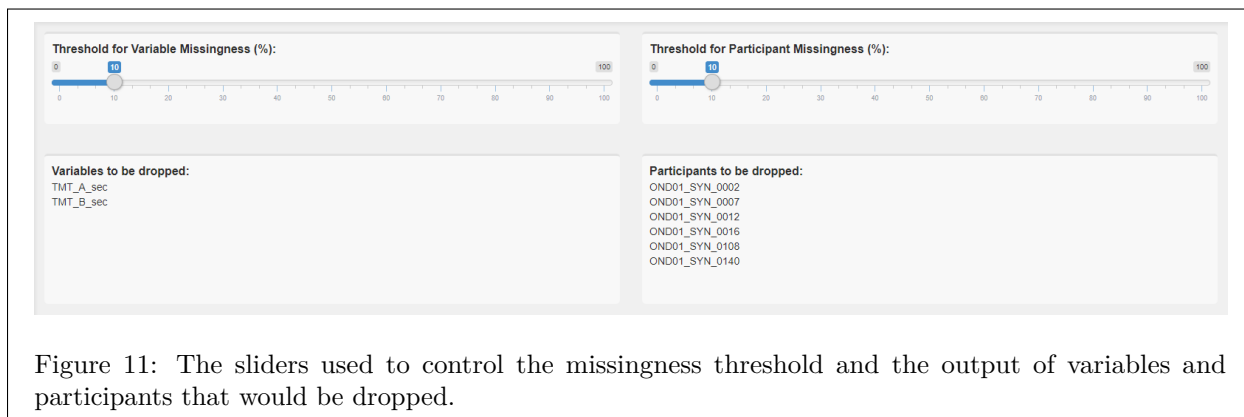 Threshold for Variable Missingness (%):
0 10 100
0 10 20 30 40 50 60 70 80 90 100
Variables to be dropped:
TMT_A_sec
TMT_B_sec
Threshold for Participant Missingness (%):
0 10 100
0 10 20 30 40 50 60 70 80 90 100
Participants to be dropped:
OND01_SYN_0002
OND01_SYN_0007
OND01_SYN_0012
OND01_SYN_0016
OND01_SYN_0108
OND01_SYN_0140
Figure 11: The sliders used to control the missingness threshold and the output of variables and
participants that would be dropped.